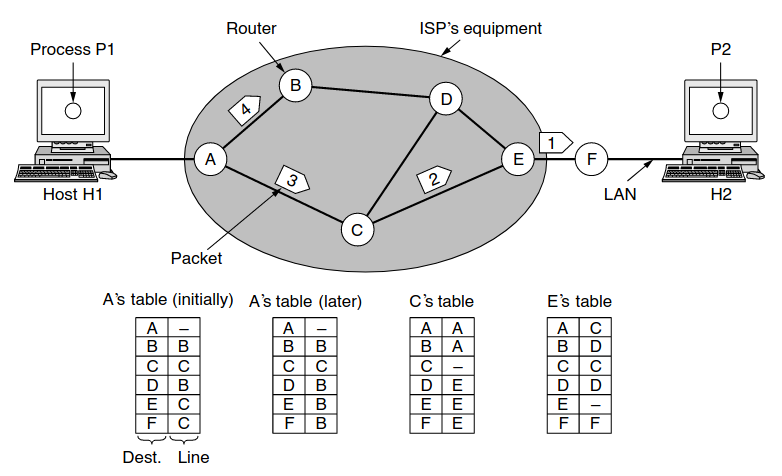 Router ISP's equipment
Process P1 P2
B
D
4
1
A E F
3 2
Host H1 LAN H2
C
Packet
A's table (initially) A's table (later) C's table E's table
A – A – A A A C
B B B B B A B D
C C C C C – C C
D B D B D E D D
E C E B E E E –
F C F B F E F F
Dest. Line